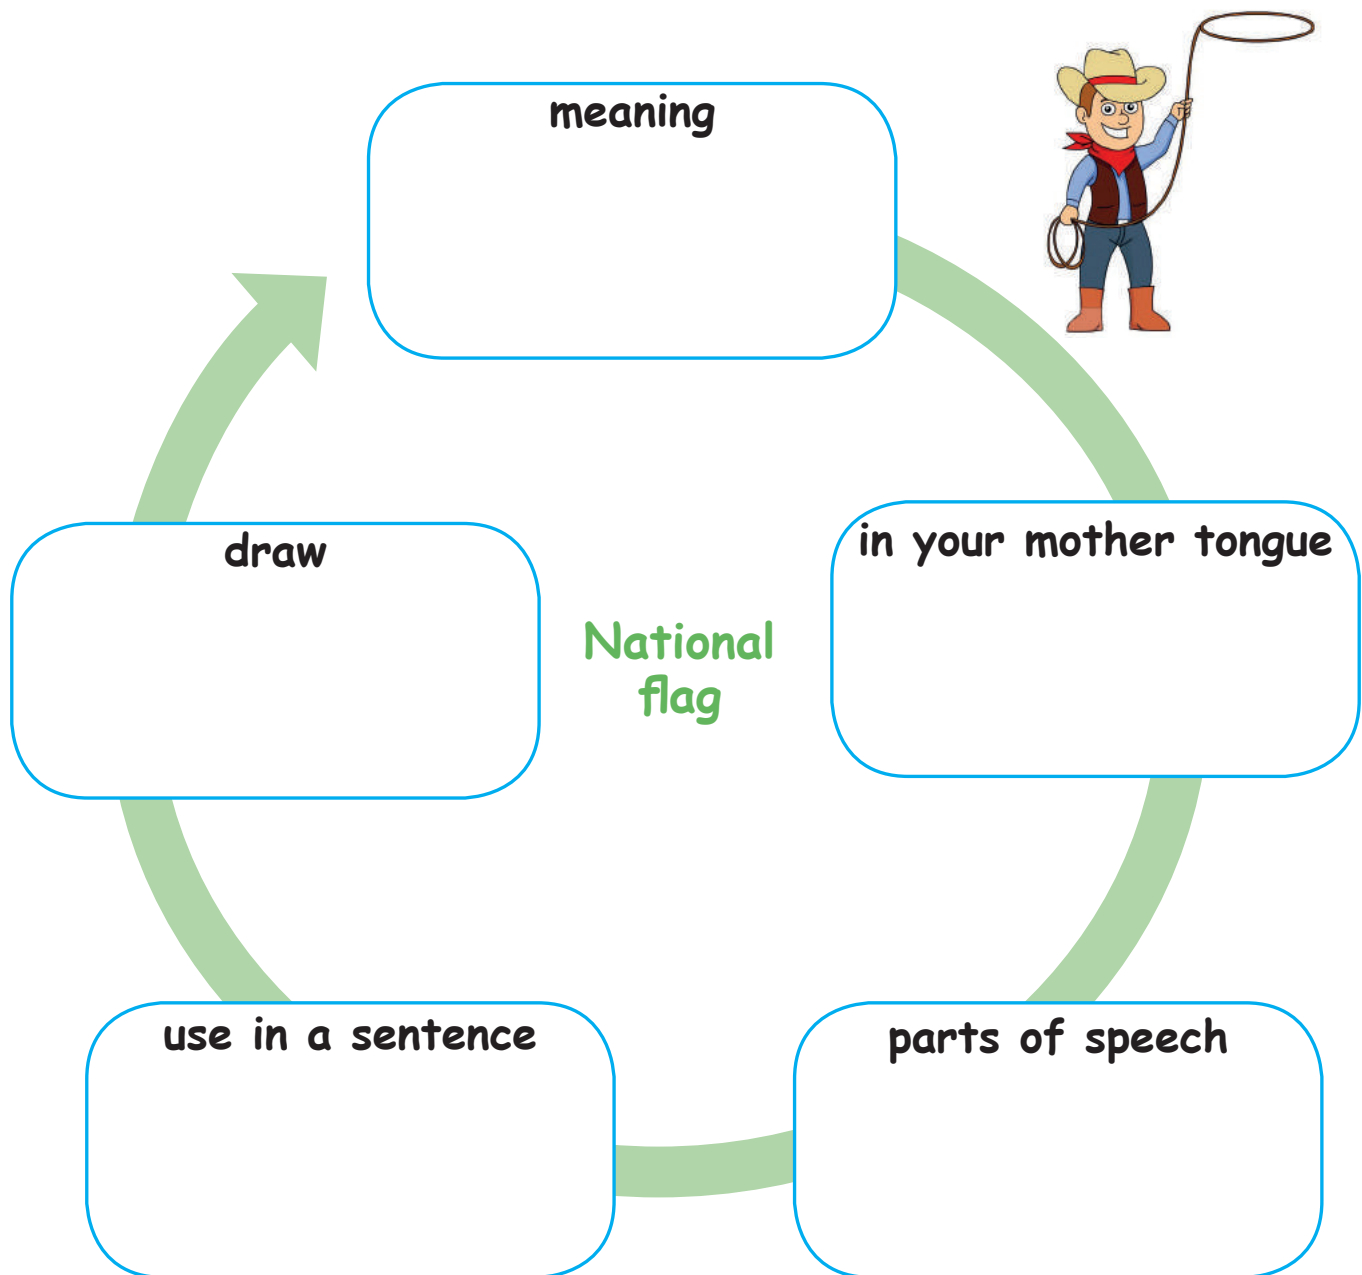 meaning
in your mother tongue
draw
National
flag
use in a sentence
parts of speech